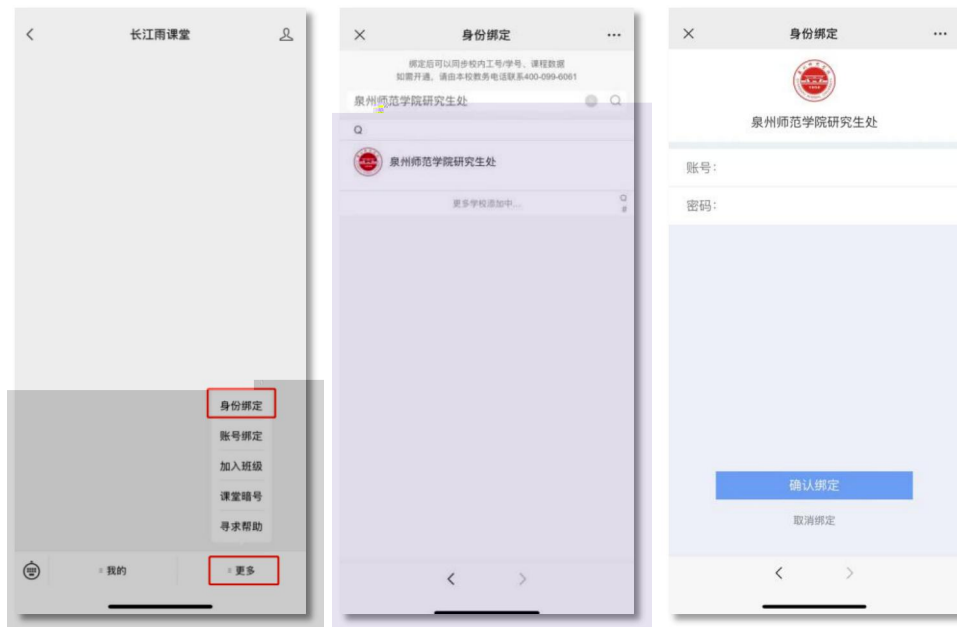 长江雨课堂
身份绑定
账号绑定
加入班级
课堂暗号
寻求帮助
我的
更多
身份绑定
绑定后可以同步校内工号/学号、课程数据
如需开通，请由本校教务电话联系400-099-6061
泉州师范学院研究生处
Q
泉州师范学院研究生处
更多学校添加中...
Q
#
身份绑定
泉州师范学院研究生处
账号：
密码：
确认绑定
取消绑定